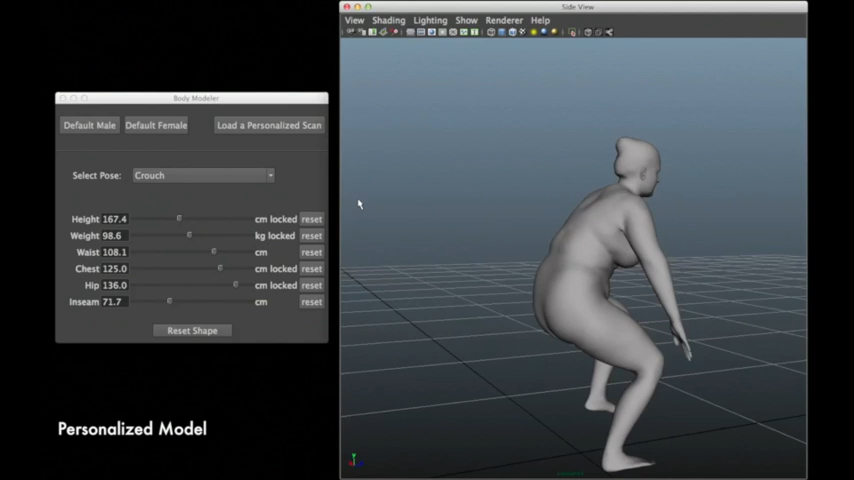 Side View
View Shading Lighting Show Renderer Help
Body Modeler
Default Male Default Female Load a Personalized Scan
Select Pose: Crouch
Height 167.4 cm locked reset
Weight 98.6 kg locked reset
Waist 108.1 cm reset
Chest 125.0 cm locked reset
Hip 136.0 cm locked reset
Inseam 71.7 cm reset
Reset Shape
Personalized Model